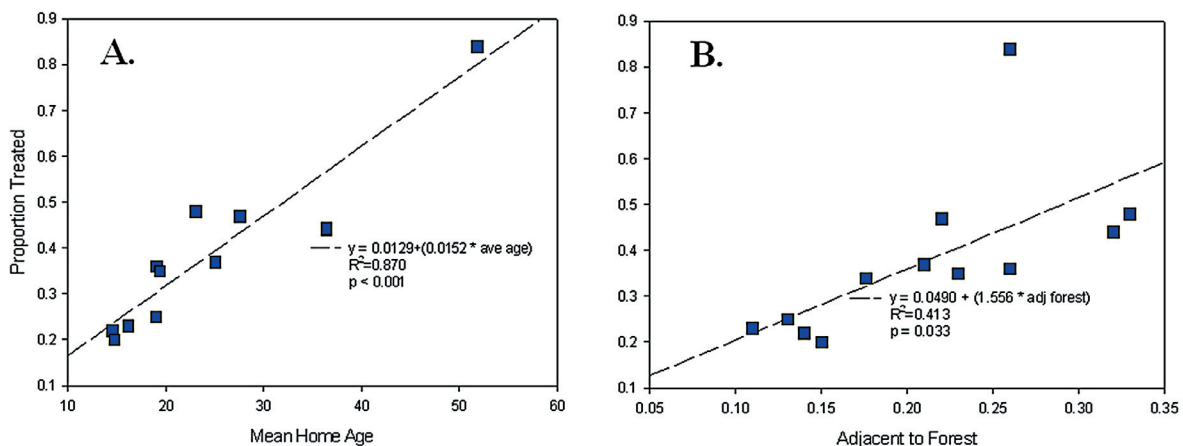 A.
Proportion Treated
0.9
0.8
0.7
0.6
0.5
0.4
0.3
0.2
0.1
y = 0.0129+(0.0152 * ave age)
R²=0.870
p < 0.001
10 20 30 40 50 60
Mean Home Age
B.
0.9
0.8
0.7
0.6
0.5
0.4
0.3
0.2
0.1
y = 0.0490 + (1.556 * adj forest)
R²=0.413
p = 0.033
0.05 0.10 0.15 0.20 0.25 0.30 0.35
Adjacent to Forest